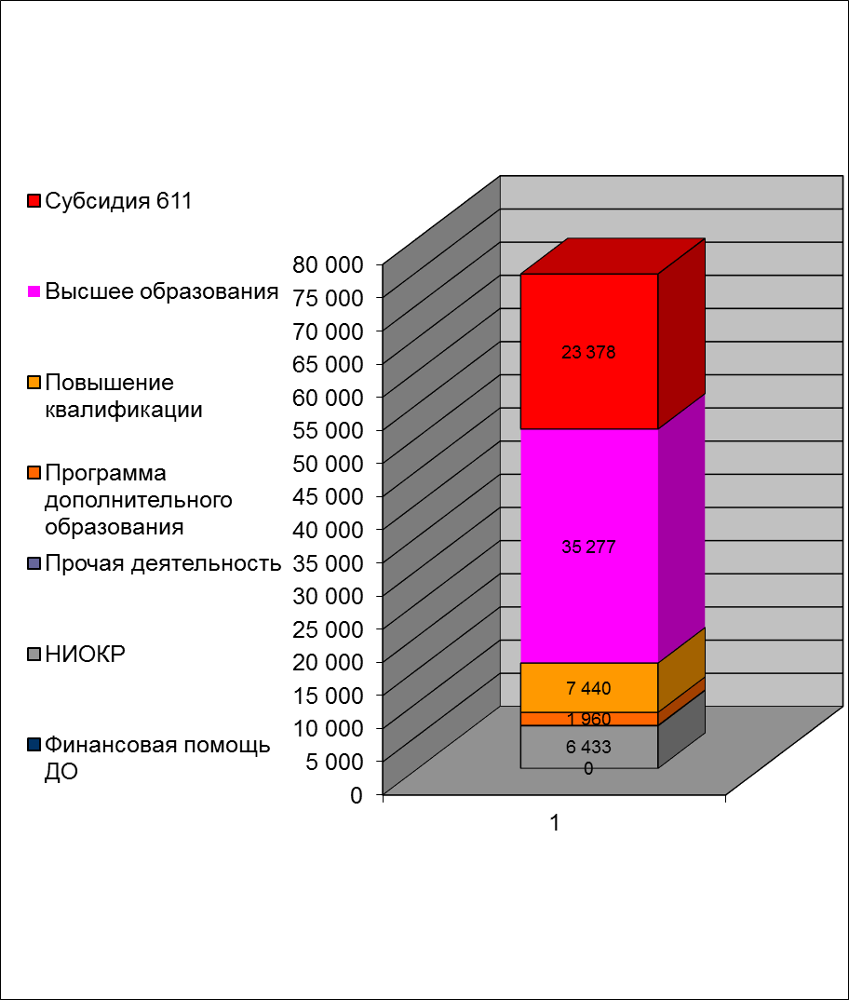 Субсидия 611
Высшее образования
Повышение
квалификации
Программа
дополнительного
образования
Прочая деятельность
НИОКР
Финансовая помощь
ДО
80 000
75 000
70 000
65 000
60 000
55 000
50 000
45 000
40 000
35 000
30 000
25 000
20 000
15 000
10 000
5 000
0
23 378
35 277
7 440
1 960
6 433
0
1